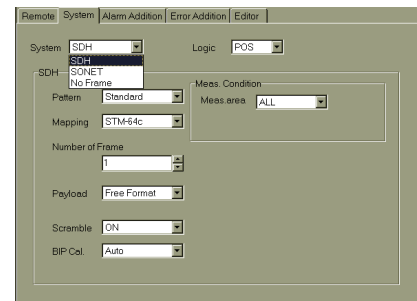 Remote System Alarm Addition Error Addition Editor
System SDH Logic POS
SDH
SONET
No Frame
SDH Meas. Condition
Pattern Standard Meas.area ALL
Mapping STM-64c
Number of Frame
1
Payload Free Format
Scramble ON
BIP Cal. Auto